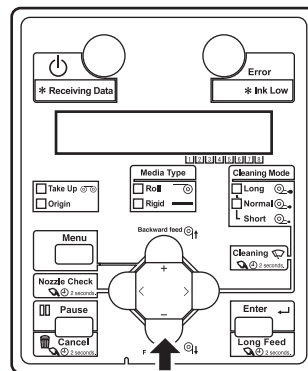 Error
* Receiving Data
* Ink Low
1 2 3 4 5 6 7 8
Media Type
Cleaning Mode
Take Up
Roll
Long
Origin
Rigid
Normal
Short
Backward feed
Menu
+
Cleaning
2 seconds
Nozzle Check
2 seconds
< >
Pause
−
Enter
Cancel
2 seconds
F
Long Feed
2 seconds